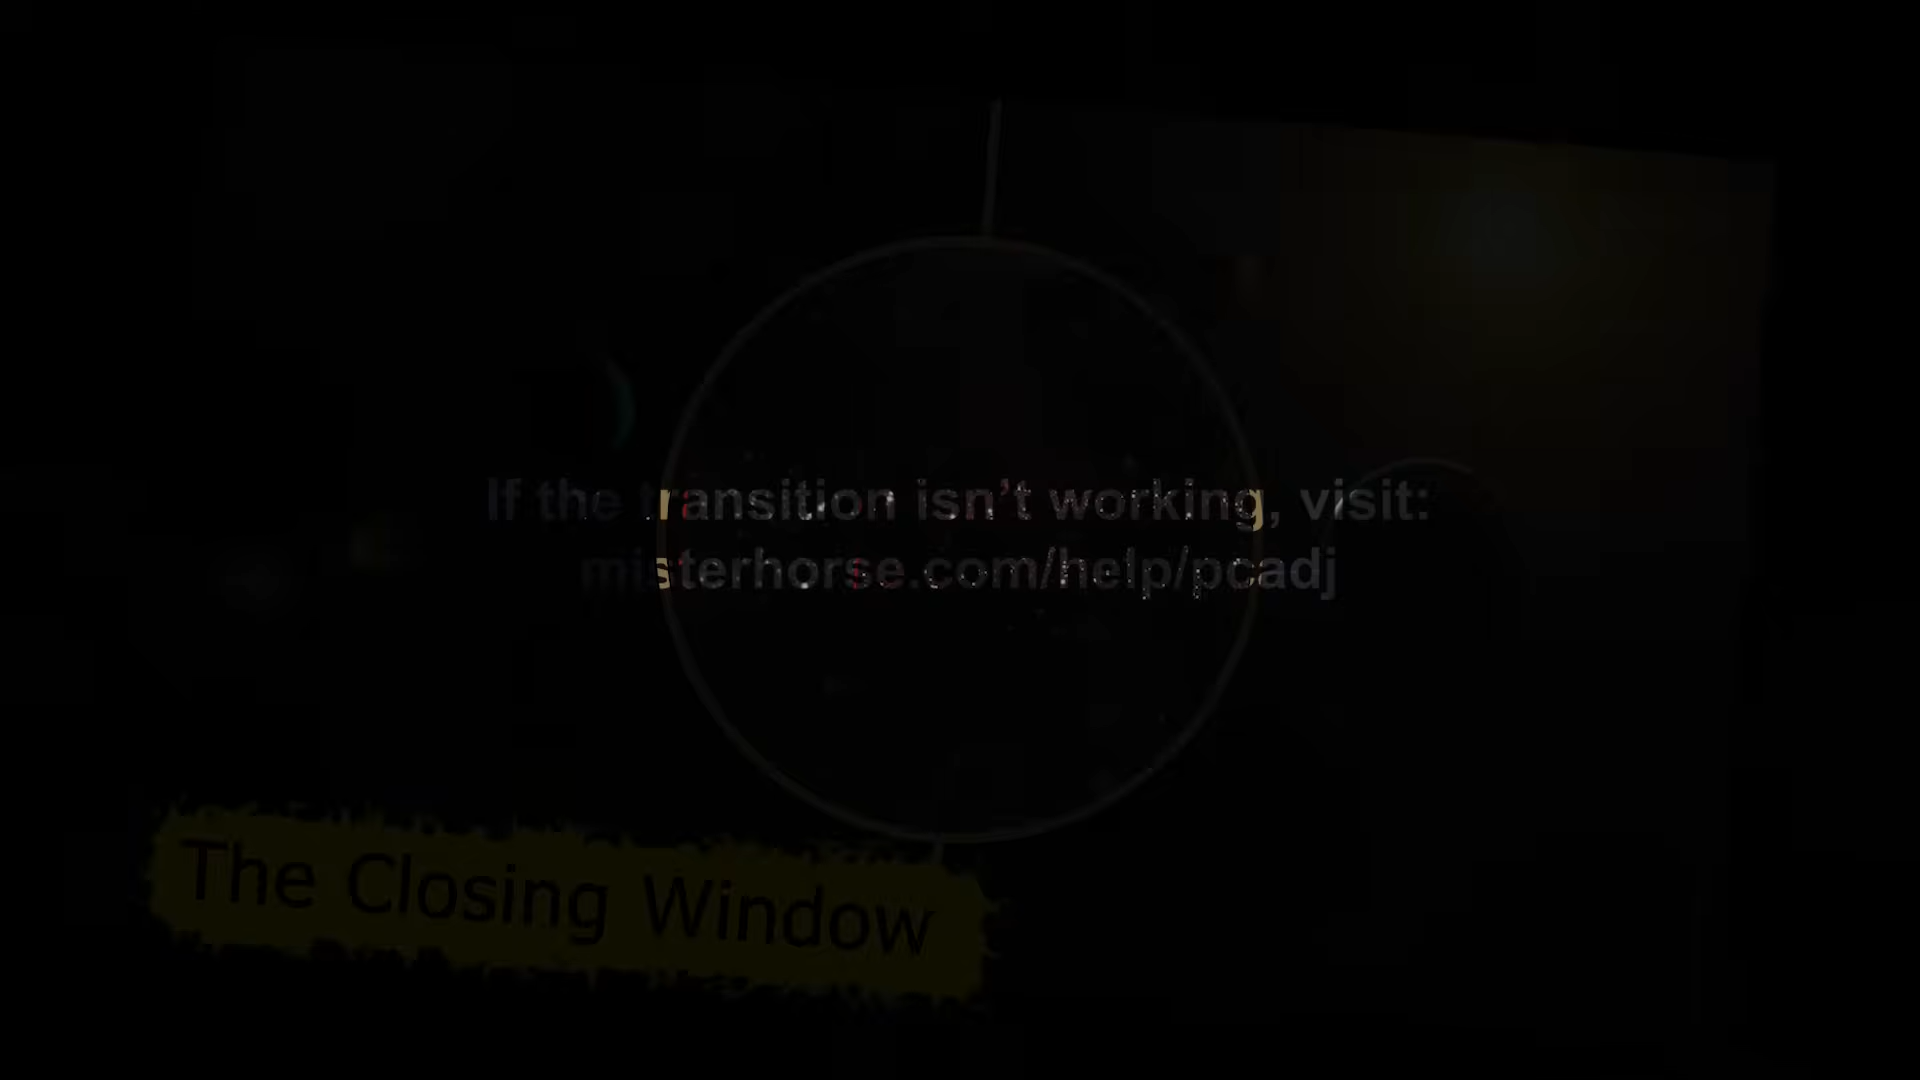 If the transition isn’t working, visit:
misterhorse.com/help/pcadj
The Closing Window